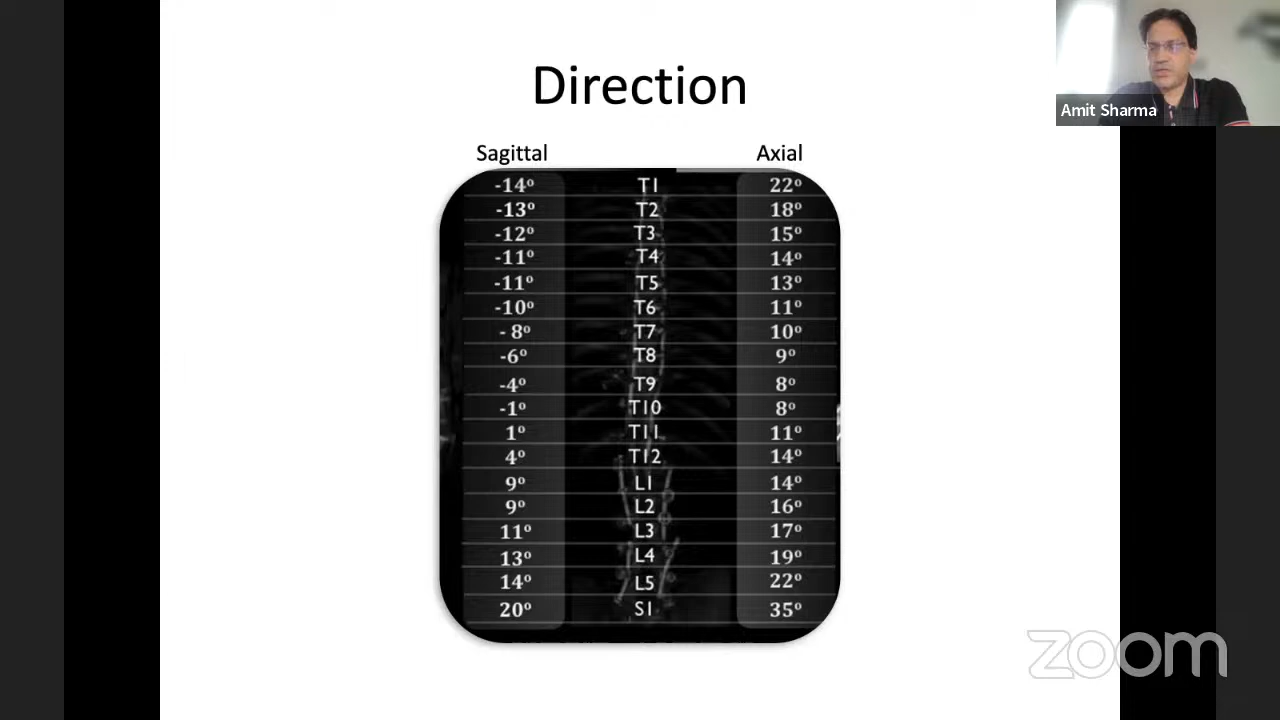 Direction
Amit Sharma
Sagittal Axial
-14º T1 22º
-13º T2 18º
-12º T3 15º
-11º T4 14º
-11º T5 13º
-10º T6 11º
- 8º T7 10º
-6º T8 9º
-4º T9 8º
-1º T10 8º
1º T11 11º
4º T12 14º
9º L1 14º
9º L2 16º
11º L3 17º
13º L4 19º
14º L5 22º
20º S1 35º
zoom